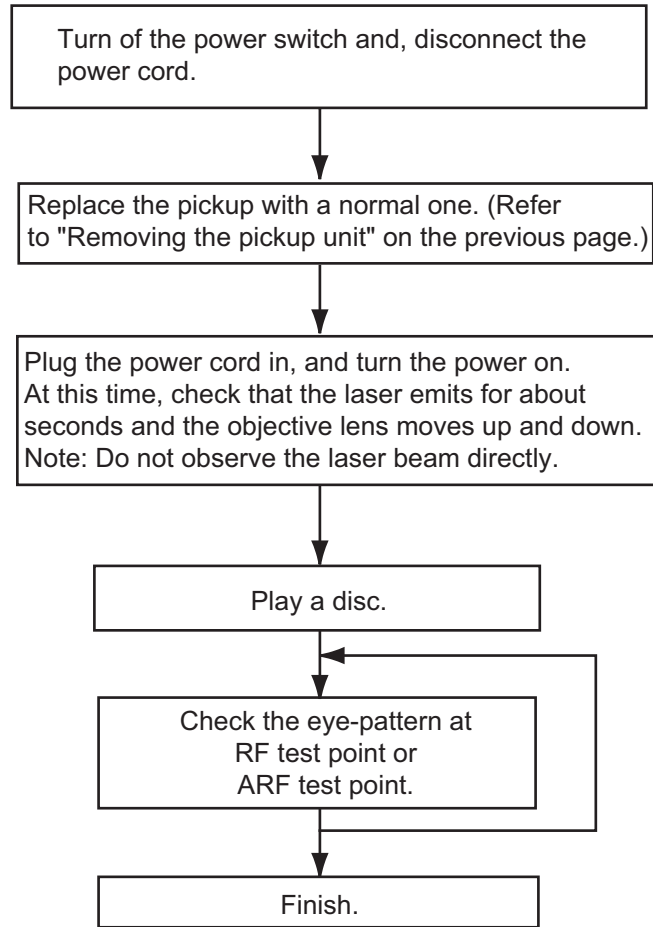 Turn of the power switch and, disconnect the
power cord.
Replace the pickup with a normal one. (Refer
to "Removing the pickup unit" on the previous page.)
Plug the power cord in, and turn the power on.
At this time, check that the laser emits for about
seconds and the objective lens moves up and down.
Note: Do not observe the laser beam directly.
Play a disc.
Check the eye-pattern at
RF test point or
ARF test point.
Finish.